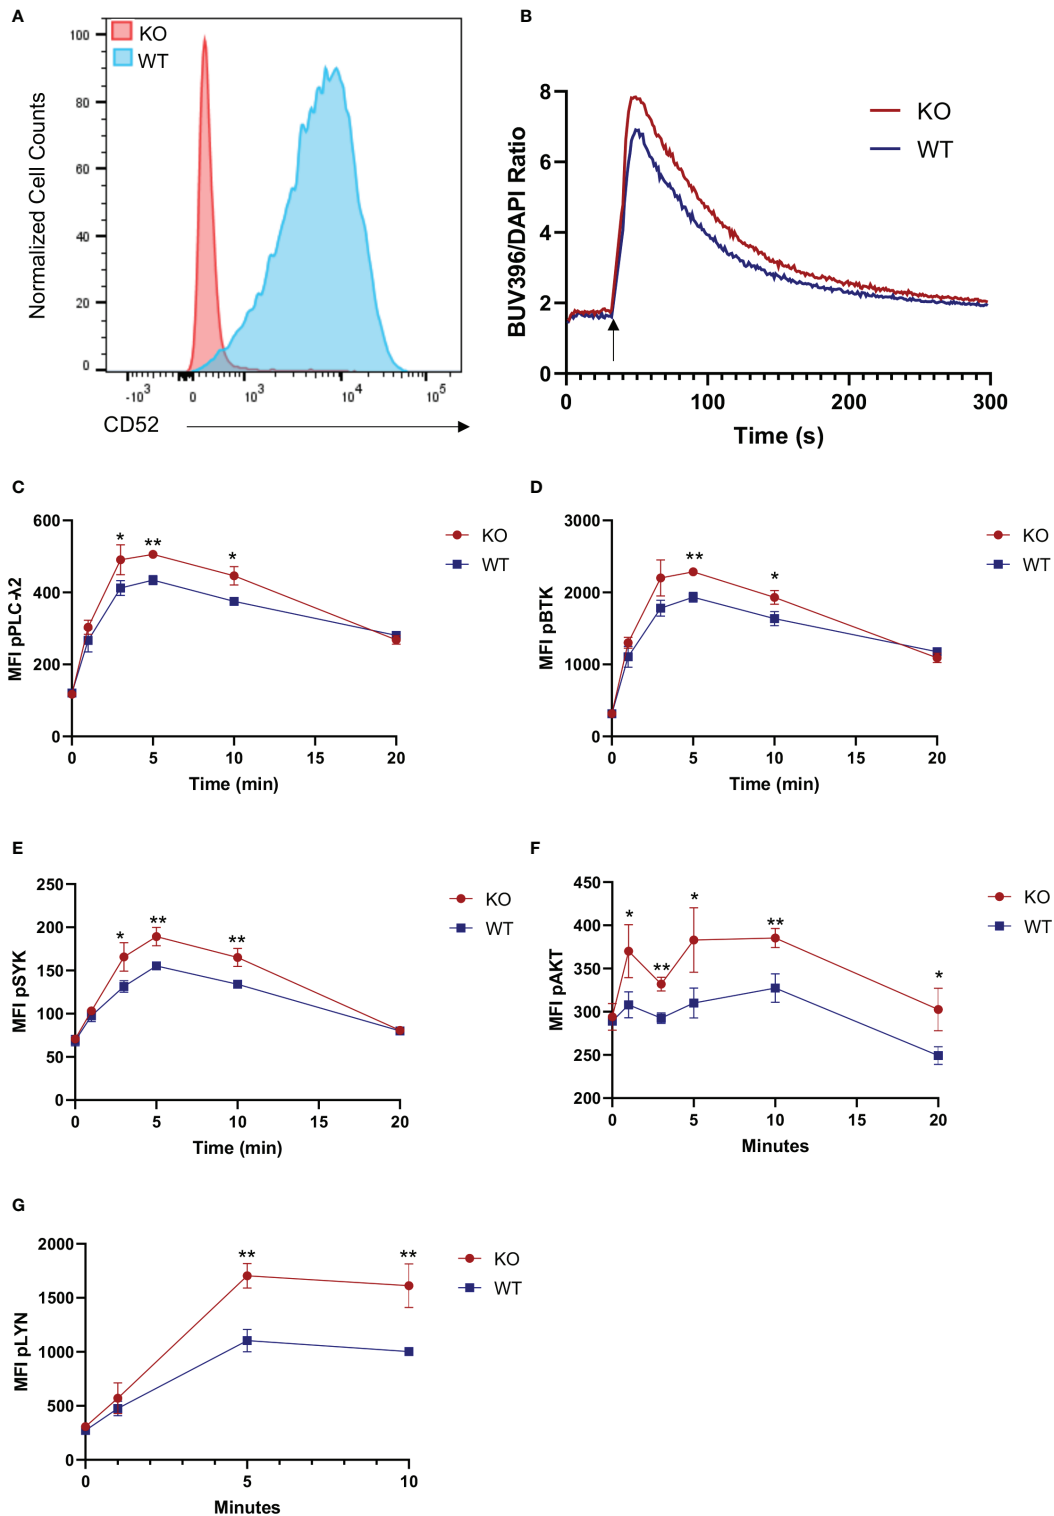 A
KO
WT
100
80
60
40
20
0
Normalized Cell Counts
-10³
0
10³
10⁴
10⁵
CD52
B
KO
WT
8
6
4
2
0
BUV396/DAPI Ratio
0
100
200
300
Time (s)
C
600
400
200
0
MFI pPLC-λ2
*
**
*
KO
WT
0
5
10
15
20
Time (min)
D
3000
2000
1000
0
MFI pBTK
**
*
KO
WT
0
5
10
15
20
Time (min)
E
250
200
150
100
50
0
MFI pSYK
*
**
**
KO
WT
0
5
10
15
20
Time (min)
F
450
400
350
300
250
200
MFI pAKT
*
**
*
**
*
KO
WT
0
5
10
15
20
Minutes
G
2000
1500
1000
500
0
MFI pLYN
**
**
KO
WT
0
5
10
Minutes